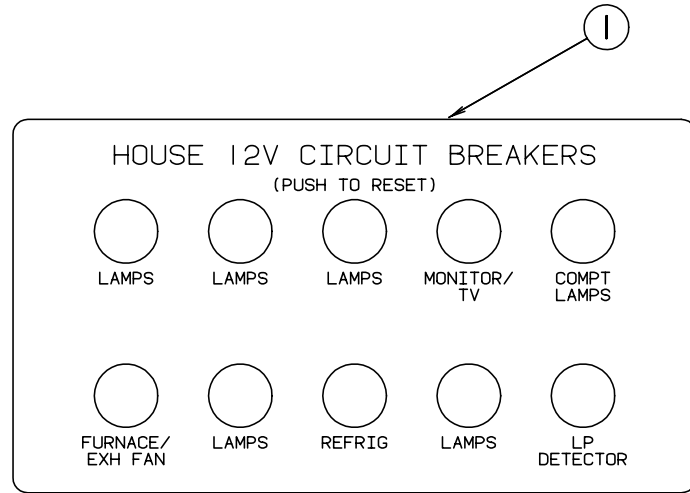 1
HOUSE 12V CIRCUIT BREAKERS
(PUSH TO RESET)
LAMPS LAMPS LAMPS MONITOR/ TV COMPT LAMPS
FURNACE/ EXH FAN LAMPS REFRIG LAMPS LP DETECTOR